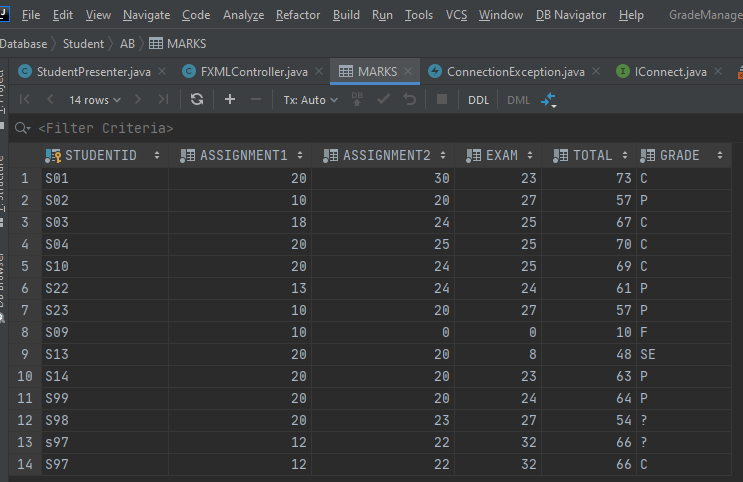 File Edit View Navigate Code Analyze Refactor Build Run Tools VCS Window DB Navigator Help GradeManage
Database Student AB MARKS
StudentPresenter.java FXMLController.java MARKS ConnectionException.java IConnect.java
14 rows Tx: Auto DB DDL DML
<Filter Criteria>
STUDENTID ASSIGNMENT1 ASSIGNMENT2 EXAM TOTAL GRADE
1 S01 20 30 23 73 C
2 S02 10 20 27 57 P
3 S03 18 24 25 67 C
4 S04 20 25 25 70 C
5 S10 20 24 25 69 C
6 S22 13 24 24 61 P
7 S23 10 20 27 57 P
8 S09 10 0 0 10 F
9 S13 20 20 8 48 SE
10 S14 20 20 23 63 P
11 S99 20 20 24 64 P
12 S98 20 23 27 54 ?
13 s97 12 22 32 66 ?
14 S97 12 22 32 66 C